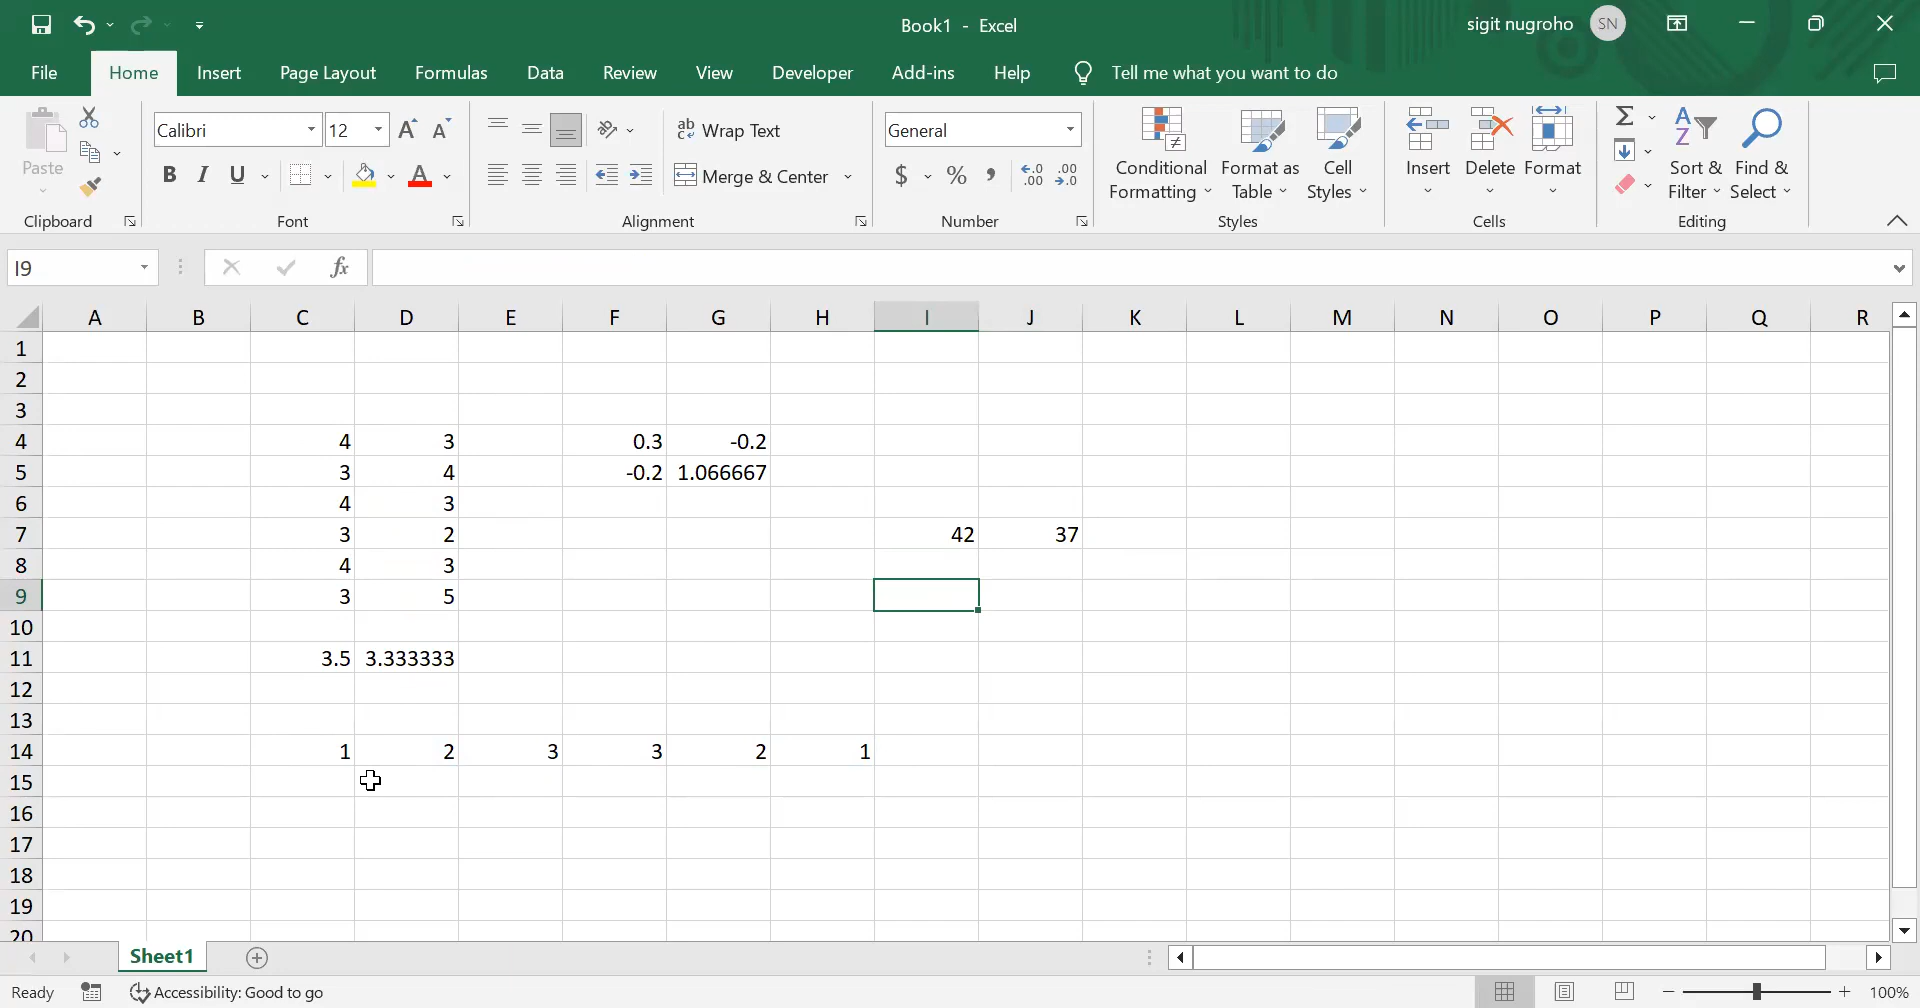 Book1 - Excel
sigit nugroho SN
File Home Insert Page Layout Formulas Data Review View Developer Add-ins Help Tell me what you want to do
Paste
Clipboard
Calibri 12
B I U
Font
Wrap Text
Merge & Center
Alignment
General
$ % ,
Number
Conditional Formatting
Format as Table
Cell Styles
Styles
Insert Delete Format
Cells
Sort & Filter
Find & Select
Editing
I9 fx
A B C D E F G H I J K L M N O P Q R
1
2
3
4 4 3 0.3 -0.2
5 3 4 -0.2 1.066667
6 4 3
7 3 2 42 37
8 4 3
9 3 5
10
11 3.5 3.333333
12
13
14 1 2 3 3 2 1
15
16
17
18
19
20
Sheet1
Ready Accessibility: Good to go 100%